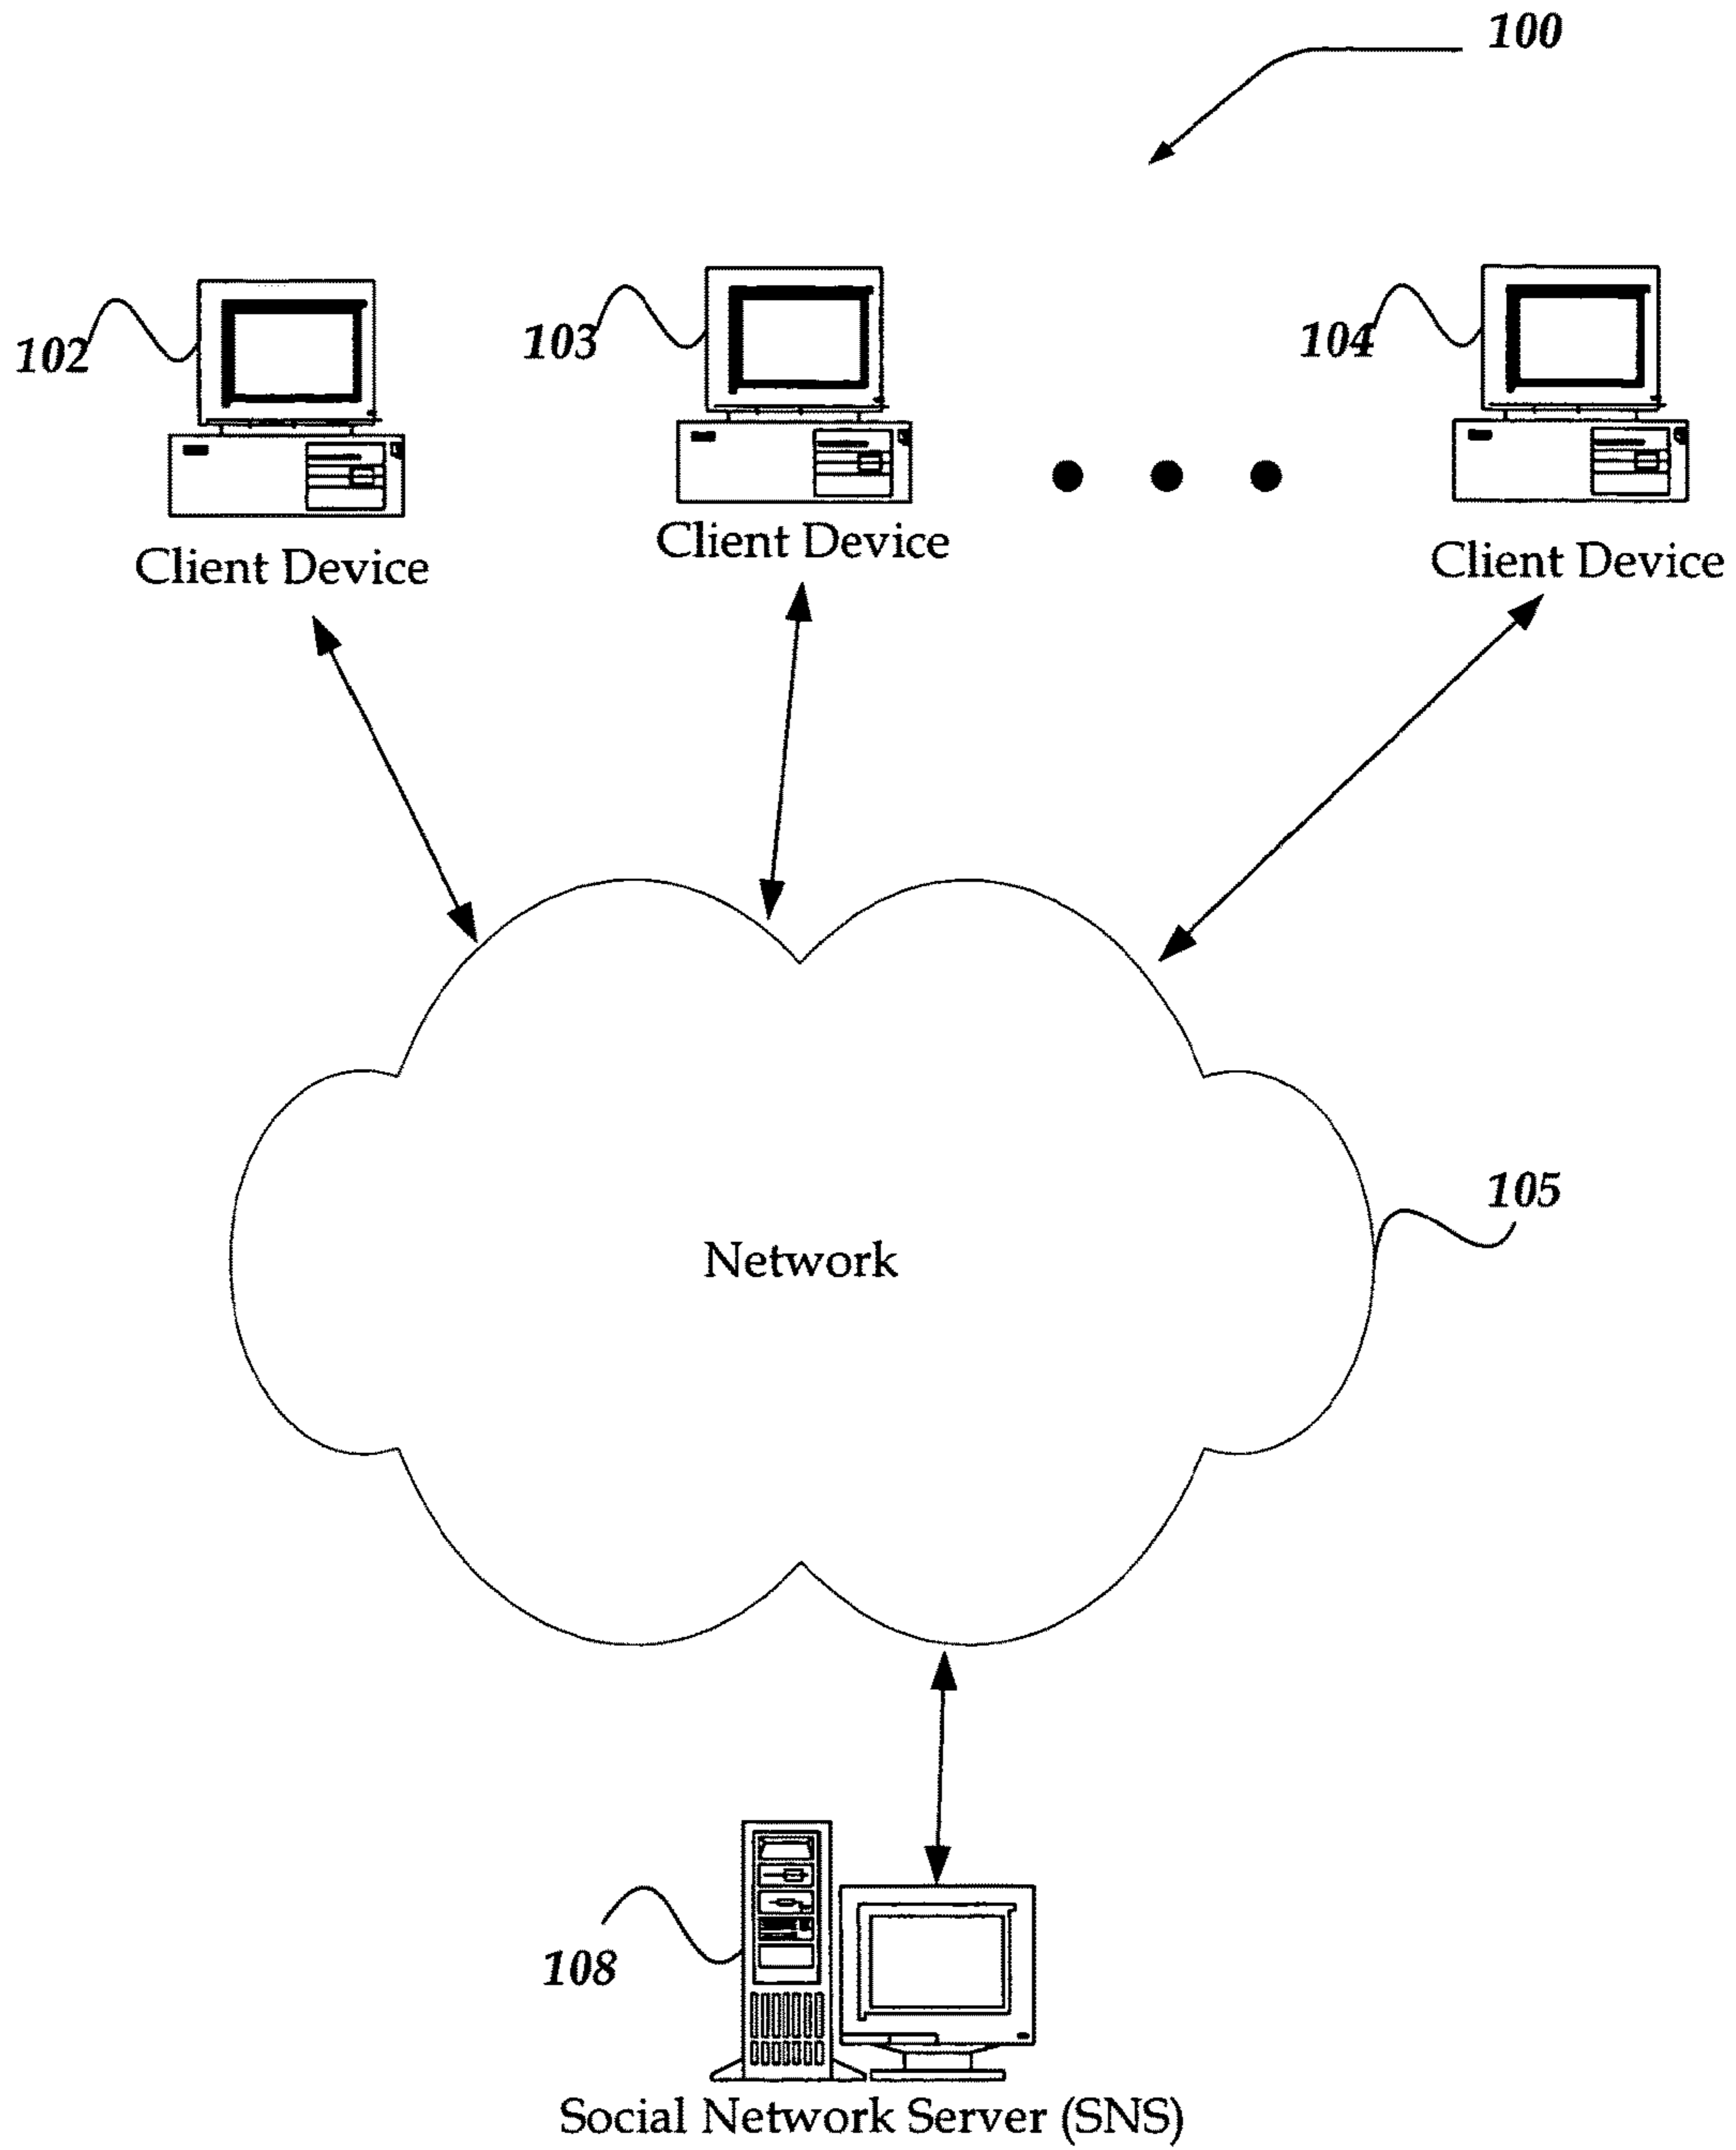 100
102
103
104
Client Device
Client Device
Client Device
105
Network
108
Social Network Server (SNS)